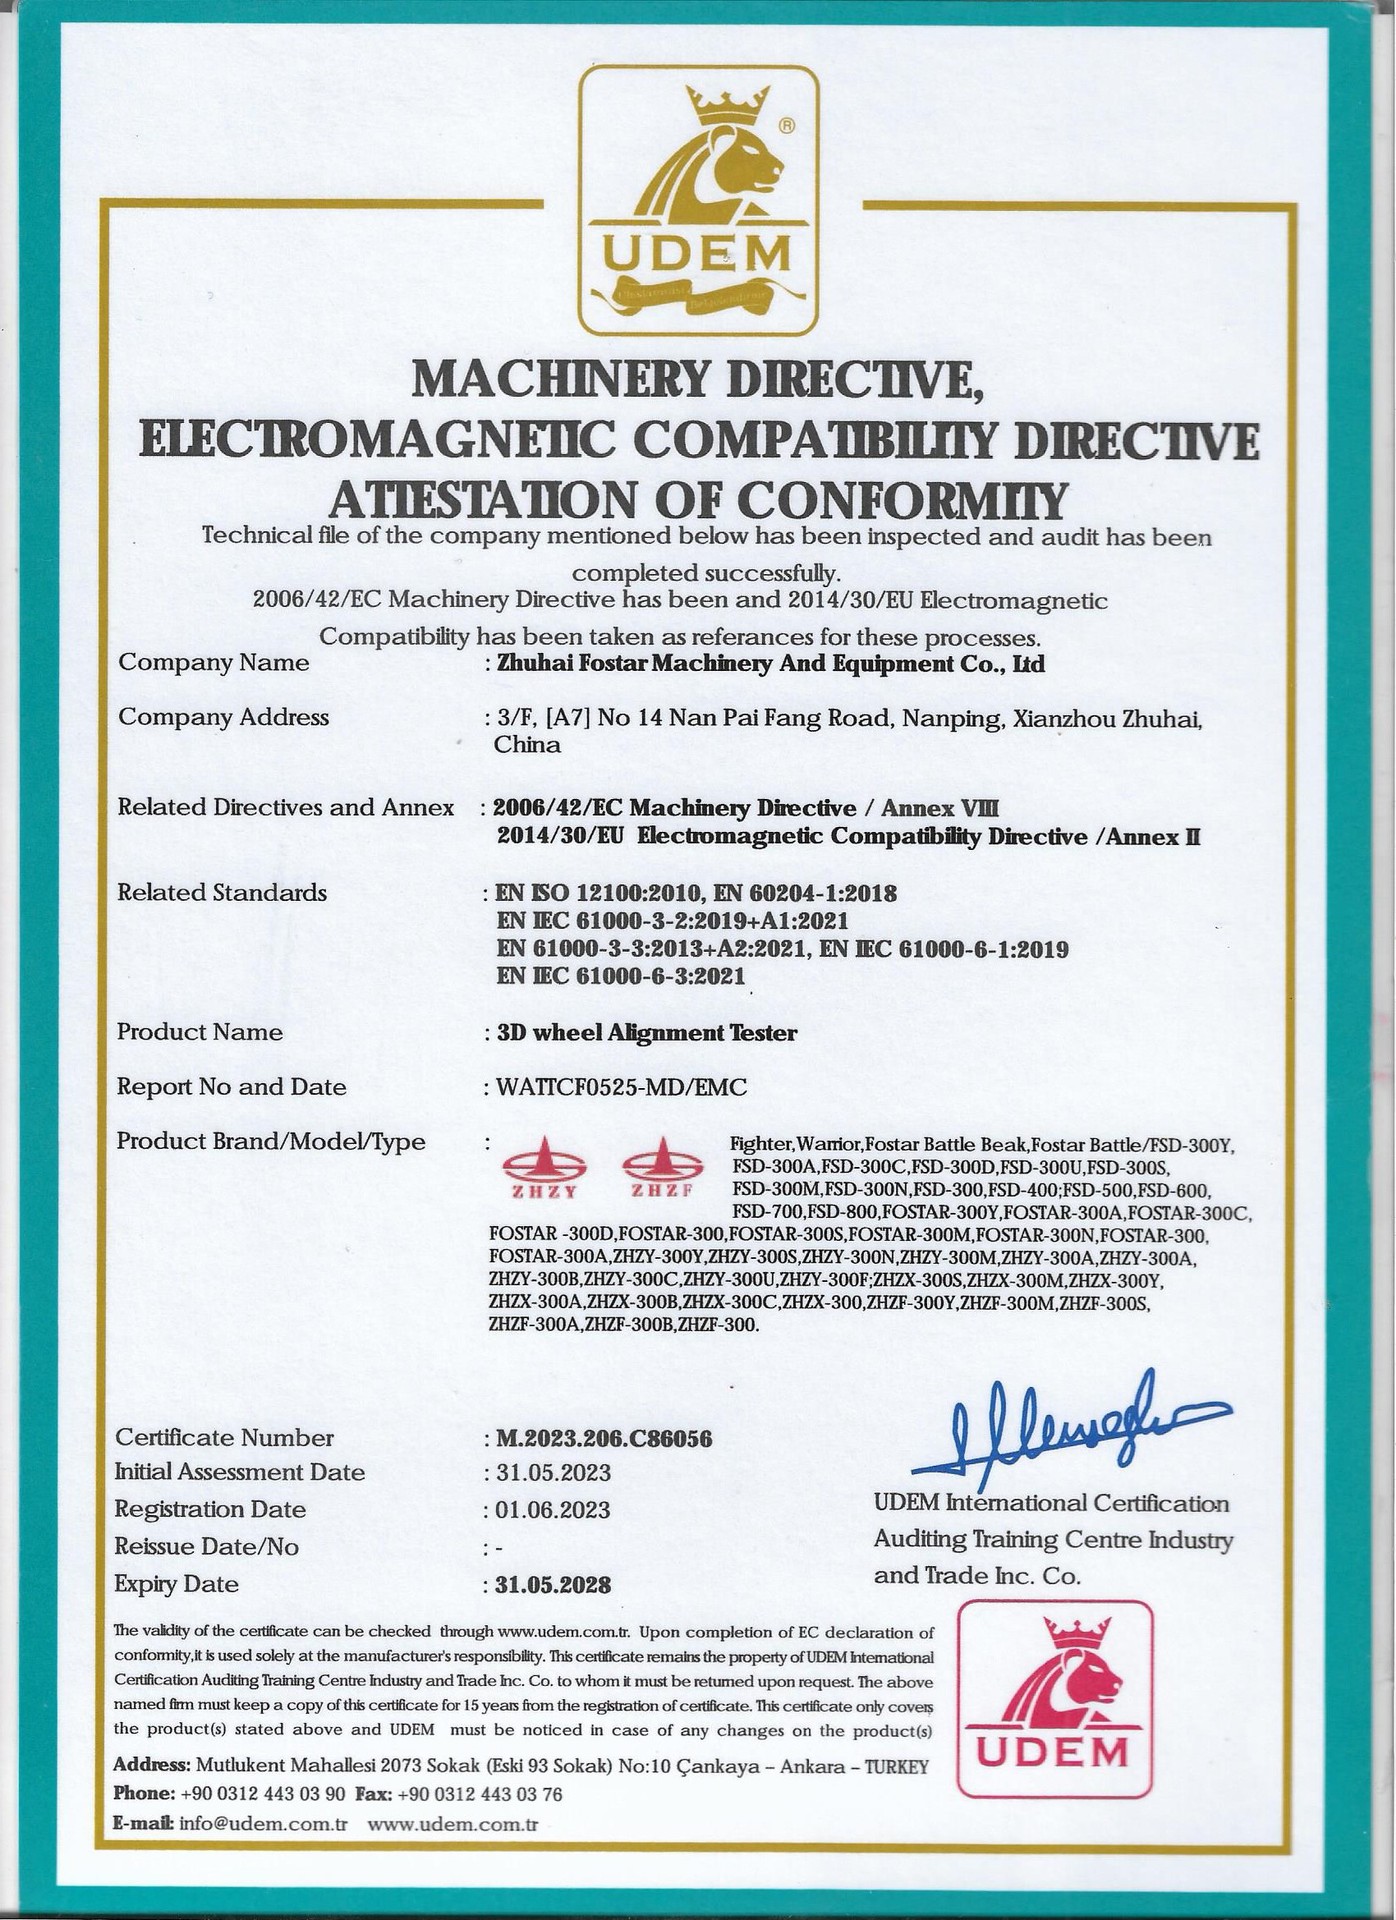 ®
UDEM
MACHINERY DIRECTIVE,
ELECTROMAGNETIC COMPATIBILITY DIRECTIVE
ATTESTATION OF CONFORMITY
Technical file of the company mentioned below has been inspected and audit has been
completed successfully.
2006/42/EC Machinery Directive has been and 2014/30/EU Electromagnetic
Compatibility has been taken as referances for these processes.
Company Name : Zhuhai Fostar Machinery And Equipment Co., Ltd
Company Address : 3/F, [A7] No 14 Nan Pai Fang Road, Nanping, Xianzhou Zhuhai,
China
Related Directives and Annex : 2006/42/EC Machinery Directive / Annex VIII
2014/30/EU Electromagnetic Compatibility Directive /Annex II
Related Standards : EN ISO 12100:2010, EN 60204-1:2018
EN IEC 61000-3-2:2019+A1:2021
EN 61000-3-3:2013+A2:2021, EN IEC 61000-6-1:2019
EN IEC 61000-6-3:2021
Product Name : 3D wheel Alignment Tester
Report No and Date : WATTCF0525-MD/EMC
Product Brand/Model/Type : Fighter,Warrior,Fostar Battle Beak,Fostar Battle/FSD-300Y,
FSD-300A,FSD-300C,FSD-300D,FSD-300U,FSD-300S,
ZHZY ZHZF FSD-300M,FSD-300N,FSD-300,FSD-400;FSD-500,FSD-600,
FSD-700,FSD-800,FOSTAR-300Y,FOSTAR-300A,FOSTAR-300C,
FOSTAR -300D,FOSTAR-300,FOSTAR-300S,FOSTAR-300M,FOSTAR-300N,FOSTAR-300,
FOSTAR-300A,ZHZY-300Y,ZHZY-300S,ZHZY-300N,ZHZY-300M,ZHZY-300A,ZHZY-300A,
ZHZY-300B,ZHZY-300C,ZHZY-300U,ZHZY-300F;ZHZX-300S,ZHZX-300M,ZHZX-300Y,
ZHZX-300A,ZHZX-300B,ZHZX-300C,ZHZX-300,ZHZF-300Y,ZHZF-300M,ZHZF-300S,
ZHZF-300A,ZHZF-300B,ZHZF-300.
Certificate Number : M.2023.206.C86056
Initial Assessment Date : 31.05.2023
Registration Date : 01.06.2023
Reissue Date/No : -
Expiry Date : 31.05.2028
UDEM International Certification
Auditing Training Centre Industry
and Trade Inc. Co.
The validity of the certificate can be checked through www.udem.com.tr. Upon completion of EC declaration of
conformity,it is used solely at the manufacturer's responsibility. This certificate remains the property of UDEM International
Certification Auditing Training Centre Industry and Trade Inc. Co. to whom it must be returned upon request. The above
named firm must keep a copy of this certificate for 15 years from the registration of certificate. This certificate only covers
the product(s) stated above and UDEM must be noticed in case of any changes on the product(s)
Address: Mutlukent Mahallesi 2073 Sokak (Eski 93 Sokak) No:10 Çankaya – Ankara – TURKEY
Phone: +90 0312 443 03 90 Fax: +90 0312 443 03 76
E-mail: info@udem.com.tr www.udem.com.tr
UDEM